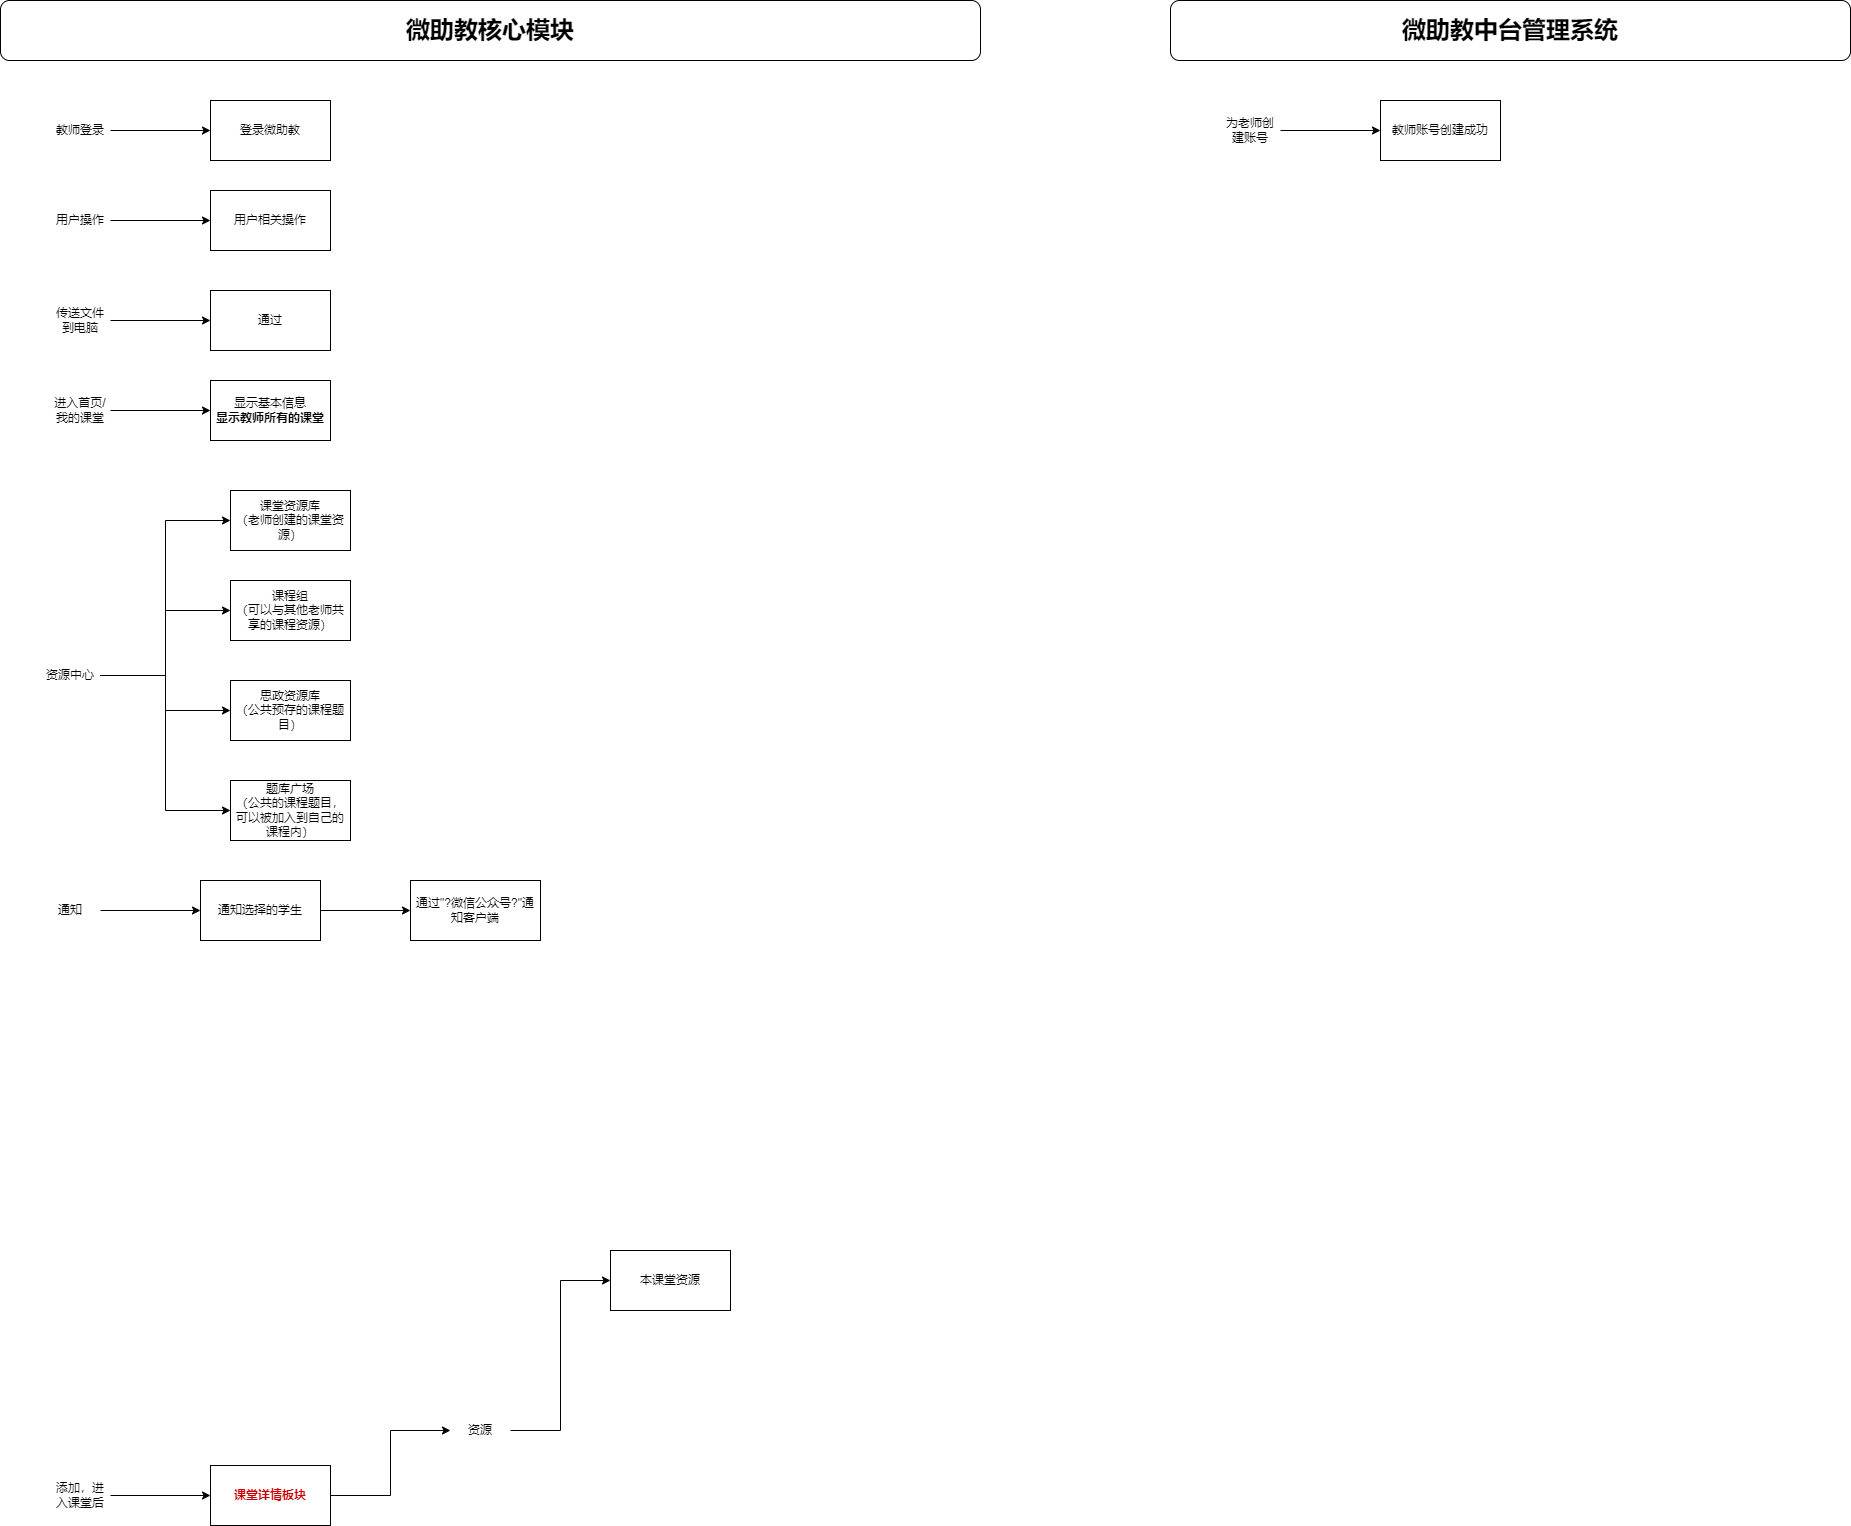 微助教核心模块
微助教中台管理系统
教师登录
登录微助教
为老师创
建账号
教师账号创建成功
用户操作
用户相关操作
传送文件
到电脑
通过
进入首页/
我的课堂
显示基本信息
显示教师所有的课堂
课堂资源库
（老师创建的课堂资
源）
课程组
（可以与其他老师共
享的课程资源）
资源中心
思政资源库
（公共预存的课程题
目）
题库广场
（公共的课程题目，
可以被加入到自己的
课程内）
通知
通知选择的学生
通过"?微信公众号?"通
知客户端
本课堂资源
资源
添加，进
入课堂后
课堂详情板块